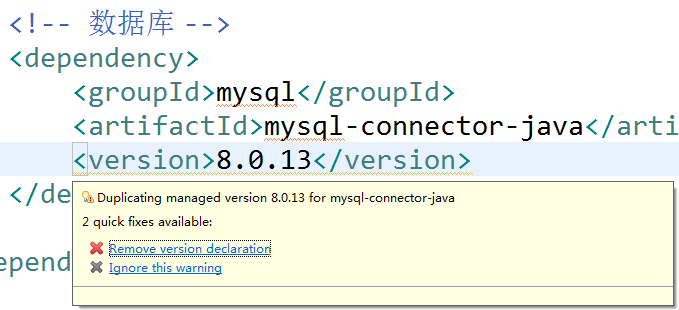 <!-- 数据库 -->
<dependency>
<groupId>mysql</groupId>
<artifactId>mysql-connector-java</arti
<version>8.0.13</version>
</de
Duplicating managed version 8.0.13 for mysql-connector-java
2 quick fixes available:
Remove version declaration
Ignore this warning
epend